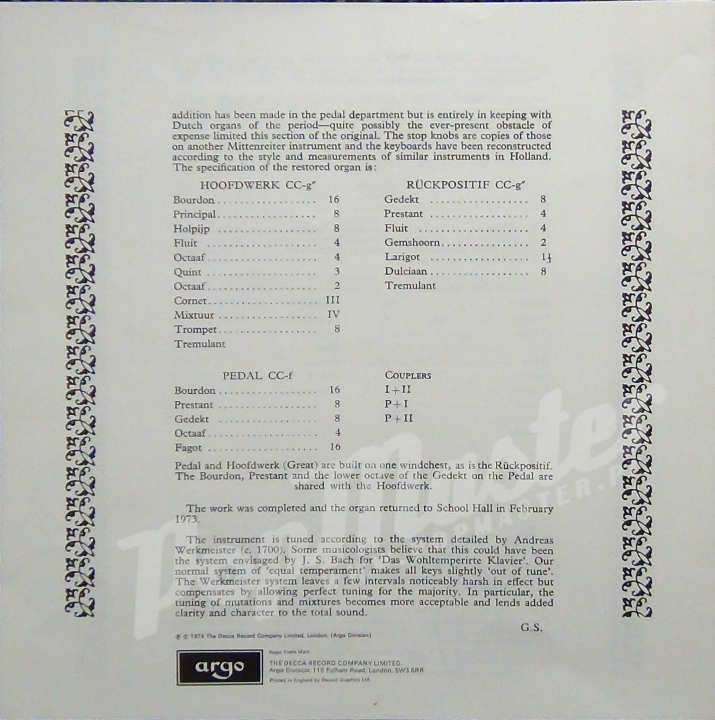 addition has been made in the pedal department but is entirely in keeping with
Dutch organs of the period—quite possibly the ever-present obstacle of
expense limited this section of the original. The stop knobs are copies of those
on another Mittenreiter instrument and the keyboards have been reconstructed
according to the style and measurements of similar instruments in Holland.
The specification of the restored organ is:
HOOFDWERK CC-g‴
Bourdon .................. 16
Principal .................. 8
Holpijp .................. 8
Fluit .................. 4
Octaaf .................. 4
Quint .................. 3
Octaaf .................. 2
Cornet .................. III
Mixtuur .................. IV
Trompet .................. 8
Tremulant
RÜCKPOSITIF CC-g‴
Gedekt .................. 8
Prestant .................. 4
Fluit .................. 4
Gemshoorn .................. 2
Larigot .................. 1⅓
Dulciaan .................. 8
Tremulant
PEDAL CC-f
Bourdon .................. 16
Prestant .................. 8
Gedekt .................. 8
Octaaf .................. 4
Fagot .................. 16
COUPLERS
I+II
P+I
P+II
Pedal and Hoofdwerk (Great) are built on one windchest, as is the Rückpositif.
The Bourdon, Prestant and the lower octave of the Gedekt on the Pedal are
shared with the Hoofdwerk.
The work was completed and the organ returned to School Hall in February
1973.
The instrument is tuned according to the system detailed by Andreas
Werkmeister (c. 1700). Some musicologists believe that this could have been
the system envisaged by J. S. Bach for 'Das Wohltemperirte Klavier'. Our
normal system of 'equal temperament' makes all keys slightly 'out of tune'.
The Werkmeister system leaves a few intervals noticeably harsh in effect but
compensates by allowing perfect tuning for the majority. In particular, the
tuning of mutations and mixtures becomes more acceptable and lends added
clarity and character to the total sound.
G.S.
℗ © 1974 The Decca Record Company Limited, London. (Argo Division)
argo
Regd. Trade Mark
THE DECCA RECORD COMPANY LIMITED.
Argo Division, 115 Fulham Road, London, SW3 6RR
Printed in England by Record Graphics Ltd.